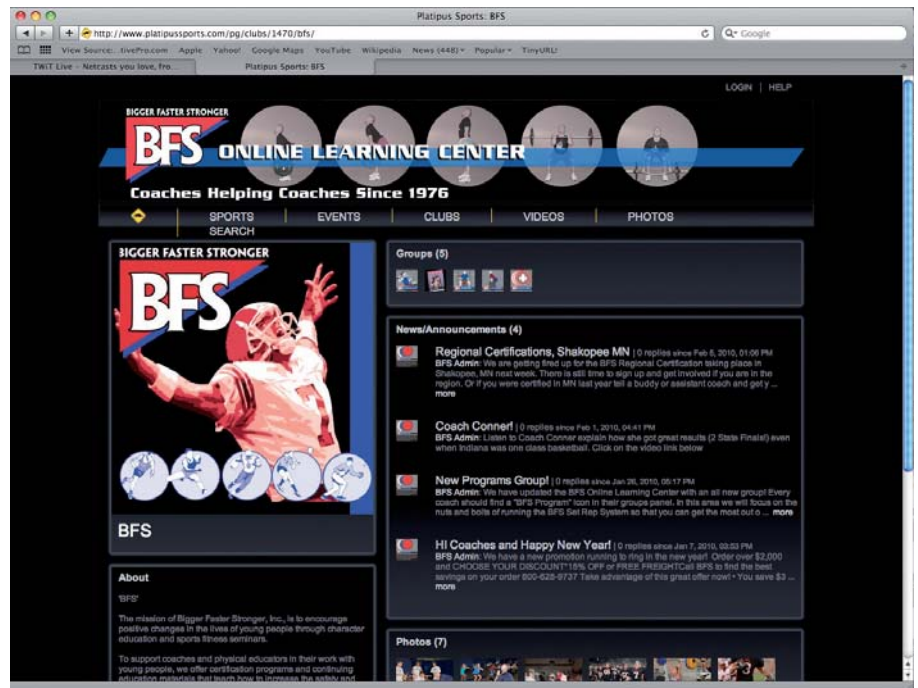 Platipus Sports: BFS
http://www.platipussports.com/pg/clubs/1470/bfs/
Google
View Source:...tivePro.com Apple Yahoo! Google Maps YouTube Wikipedia News (448) Popular TinyURL!
TWiT Live - Netcasts you love, fro... Platipus Sports: BFS
LOGIN | HELP
BIGGER FASTER STRONGER
BFS ONLINE LEARNING CENTER
Coaches Helping Coaches Since 1976
SPORTS EVENTS CLUBS VIDEOS PHOTOS
SEARCH
BIGGER FASTER STRONGER
BFS
BFS
About
'BFS'
The mission of Bigger Faster Stronger, Inc., is to encourage
positive changes in the lives of young people through character
education and sports fitness seminars.
To support coaches and physical educators in their work with
young people, we offer certification programs and continuing
education materials that teach how to increase the safety and
Groups (5)
News/Announcements (4)
Regional Certifications, Shakopee MN | 0 replies since Feb 5, 2010, 01:06 PM
BFS Admin: We are getting fired up for the BFS Regional Certification taking place in
Shakopee, MN next week. There is still time to sign up and get involved if you are in the
region. Or if you were certified in MN last year tell a buddy or assistant coach and get y ...
more
Coach Conner! | 0 replies since Feb 1, 2010, 04:41 PM
BFS Admin: Listen to Coach Conner explain how she got great results (2 State Finals!) even
when Indiana was one class basketball. Click on the video link below
New Programs Group! | 0 replies since Jan 26, 2010, 05:17 PM
BFS Admin: We have updated the BFS Online Learning Center with an all new group! Every
coach should find a "BFS Program" icon in their groups panel. In this area we will focus on the
nuts and bolts of running the BFS Set Rep System so that you can get the most out o ... more
HI Coaches and Happy New Year! | 0 replies since Jan 7, 2010, 03:53 PM
BFS Admin: We have a new promotion running to ring in the new year! Order over $2,000
and CHOOSE YOUR DISCOUNT*15% OFF or FREE FREIGHTCall BFS to find the best
savings on your order 800-628-9737 Take advantage of this great offer now! • You save $3 ...
more
Photos (7)